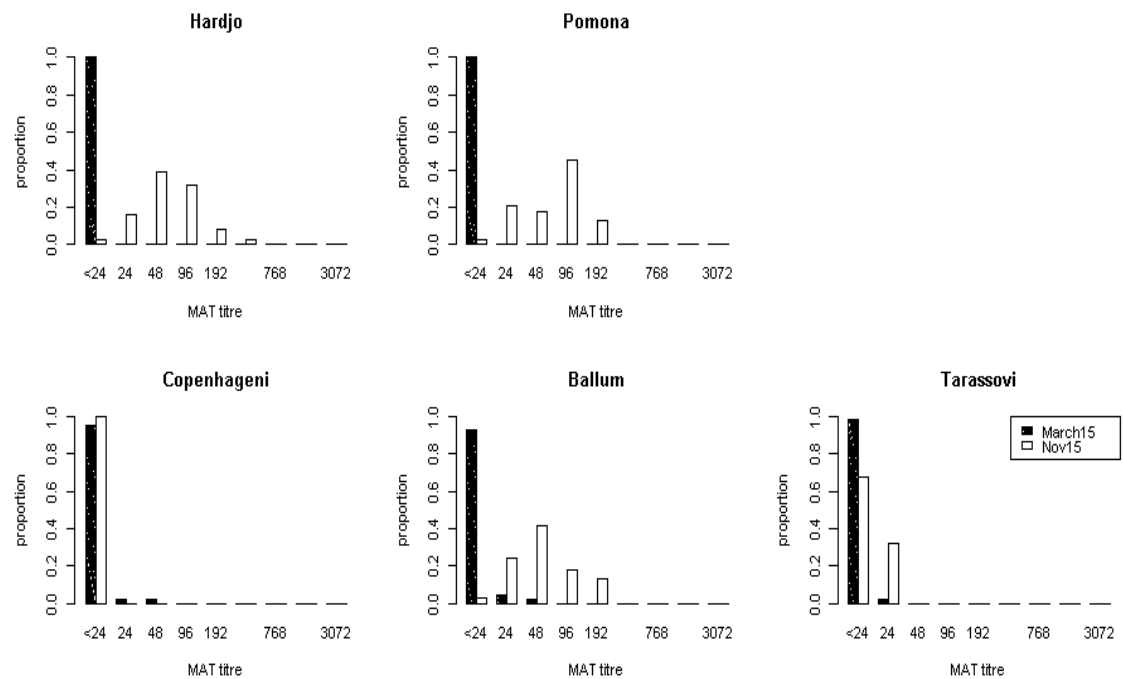 Hardjo
proportion
0.0 0.2 0.4 0.6 0.8 1.0
<24 24 48 96 192 768 3072
MAT titre
Pomona
proportion
0.0 0.2 0.4 0.6 0.8 1.0
<24 24 48 96 192 768 3072
MAT titre
Copenhageni
proportion
0.0 0.2 0.4 0.6 0.8 1.0
<24 24 48 96 192 768 3072
MAT titre
Ballum
proportion
0.0 0.2 0.4 0.6 0.8 1.0
<24 24 48 96 192 768 3072
MAT titre
Tarassovi
proportion
0.0 0.2 0.4 0.6 0.8 1.0
March15
Nov15
<24 24 48 96 192 768 3072
MAT titre